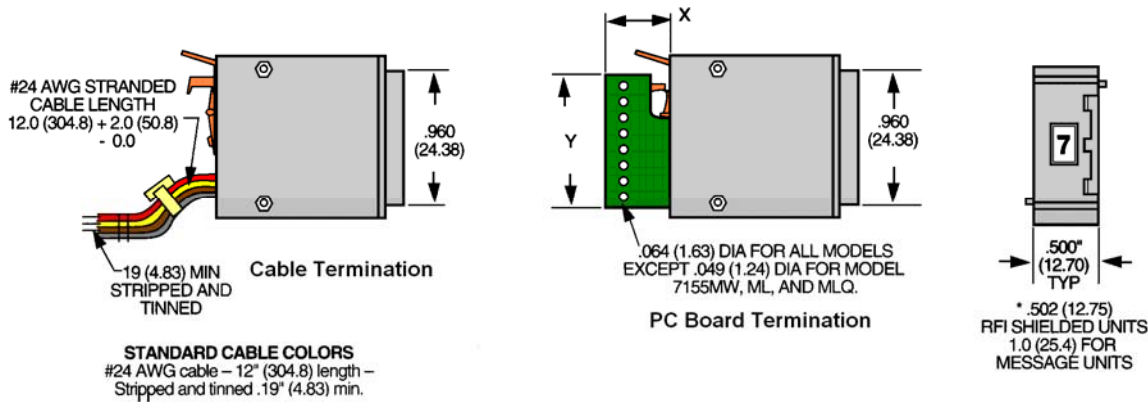 #24 AWG STRANDED
CABLE LENGTH
12.0 (304.8) + 2.0 (50.8)
- 0.0
.960
(24.38)
.19 (4.83) MIN
STRIPPED AND
TINNED
Cable Termination
STANDARD CABLE COLORS
#24 AWG cable – 12" (304.8) length –
Stripped and tinned .19" (4.83) min.
X
Y
.960
(24.38)
.064 (1.63) DIA FOR ALL MODELS
EXCEPT .049 (1.24) DIA FOR MODEL
7155MW, ML, AND MLQ.
PC Board Termination
7
.500"
(12.70)
TYP
* .502 (12.75)
RFI SHIELDED UNITS
1.0 (25.4) FOR
MESSAGE UNITS